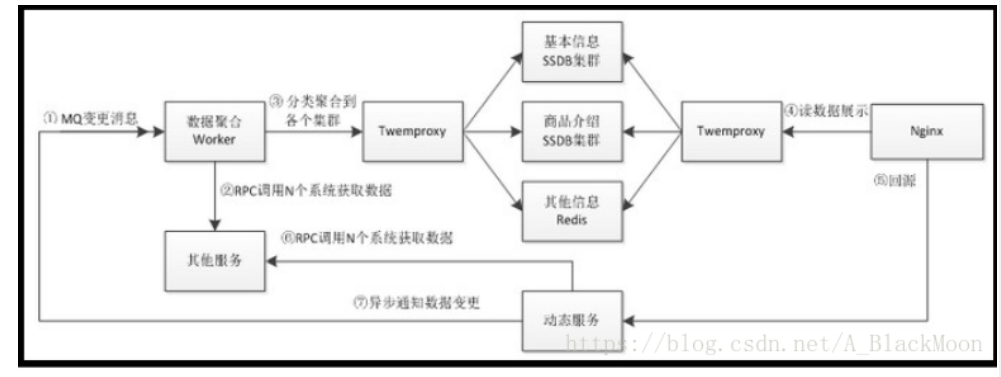 基本信息
SSDB集群
① MQ变更消息
数据聚合
Worker
③ 分类聚合到
各个集群
Twemproxy
商品介绍
SSDB集群
Twemproxy
④读数据展示
Nginx
②RPC调用N个系统获取数据
其他信息
Redis
⑤回源
其他服务
⑥RPC调用N个系统获取数据
⑦异步通知数据变更
动态服务
https://blog.csdn.net/A_BlackMoon